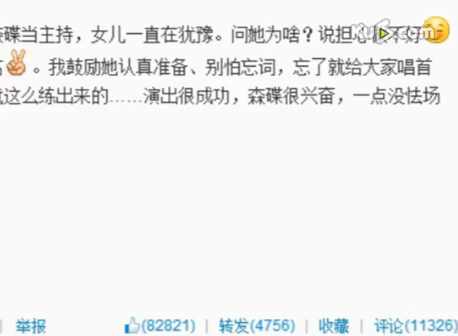 碟当主持，女儿一直在犹豫。问她为啥？说担心
不好
。我鼓励她认真准备、别怕忘词，忘了就给大家唱首
这么练出来的……演出很成功，森碟很兴奋，一点没怯场
| 举报 (82821) | 转发(4756) | 收藏 | 评论(11326)